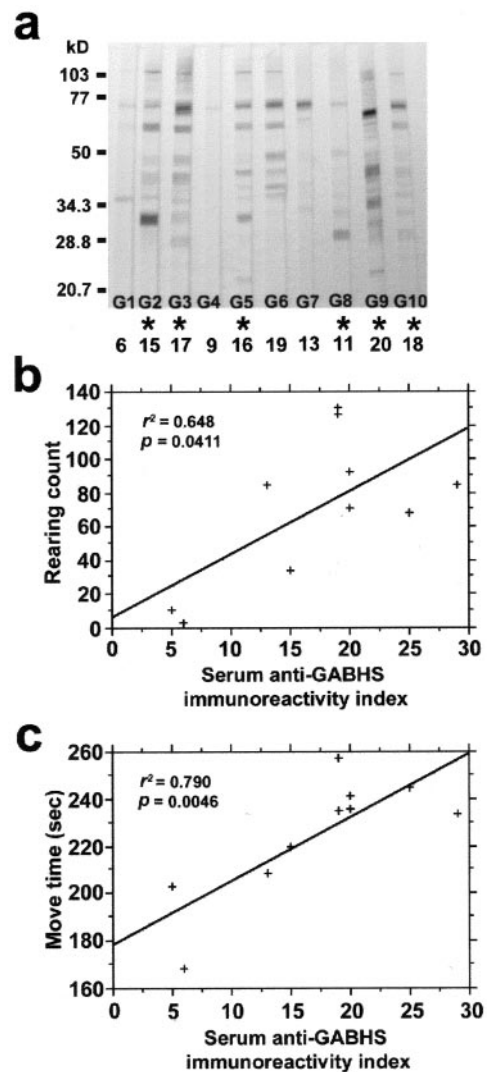 a
kD
103
77
50
34.3
28.8
20.7
G1 G2 G3 G4 G5 G6 G7 G8 G9 G10
* * * * * *
6 15 17 9 16 19 13 11 20 18
b
140
120
100
80
60
40
20
0
r² = 0.648
p = 0.0411
Rearing count
0 5 10 15 20 25 30
Serum anti-GABHS
immunoreactivity index
c
260
240
220
200
180
160
r² = 0.790
p = 0.0046
Move time (sec)
0 5 10 15 20 25 30
Serum anti-GABHS
immunoreactivity index